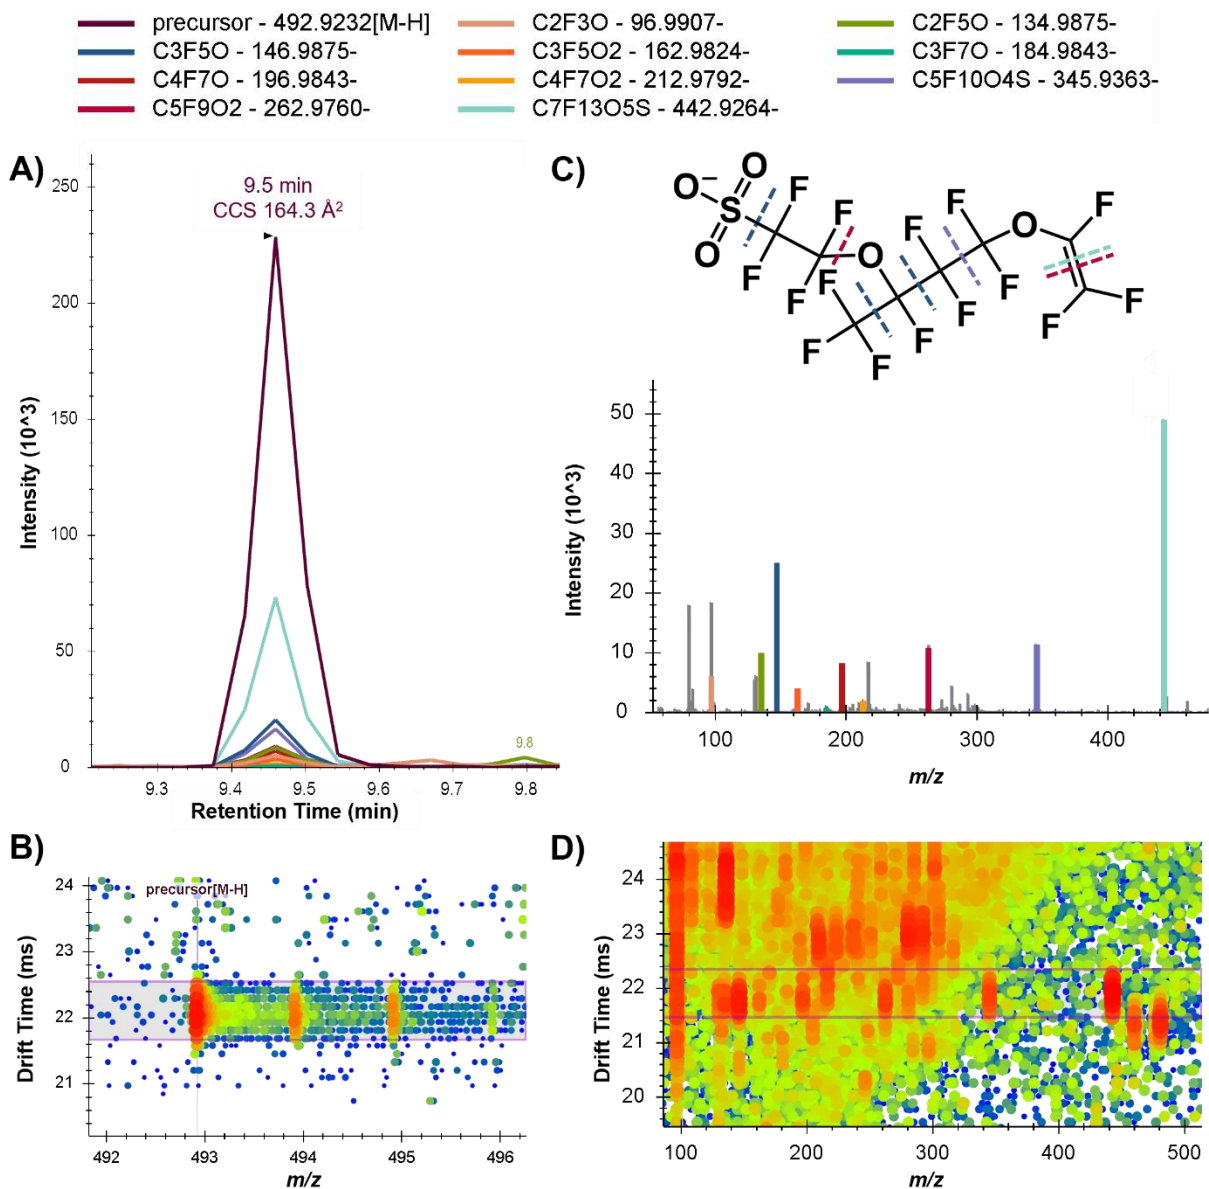 precursor - 492.9232[M-H]
C2F3O - 96.9907-
C2F5O - 134.9875-
C3F5O - 146.9875-
C3F5O2 - 162.9824-
C3F7O - 184.9843-
C4F7O - 196.9843-
C4F7O2 - 212.9792-
C5F10O4S - 345.9363-
C5F9O2 - 262.9760-
C7F13O5S - 442.9264-
A)
9.5 min
CCS 164.3 Å²
Intensity (10^3)
250
200
150
100
50
0
9.8
9.3 9.4 9.5 9.6 9.7 9.8
Retention Time (min)
C)
O
O⁻ S O
F F F F
F F F F F F F F F
O O
F F F
Intensity (10^3)
50
40
30
20
10
0
100 200 300 400
m/z
B)
precursor[M-H]
Drift Time (ms)
24
23
22
21
492 493 494 495 496
m/z
D)
Drift Time (ms)
24
23
22
21
20
100 200 300 400 500
m/z